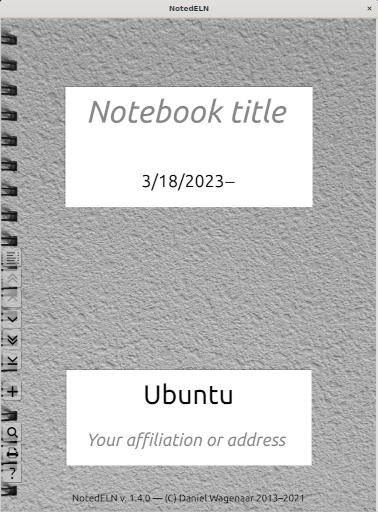 NotedELN
Notebook title
3/18/2023–
Ubuntu
Your affiliation or address
NotedELN v. 1.4.0 — (C) Daniel Wagenaar 2013–2021